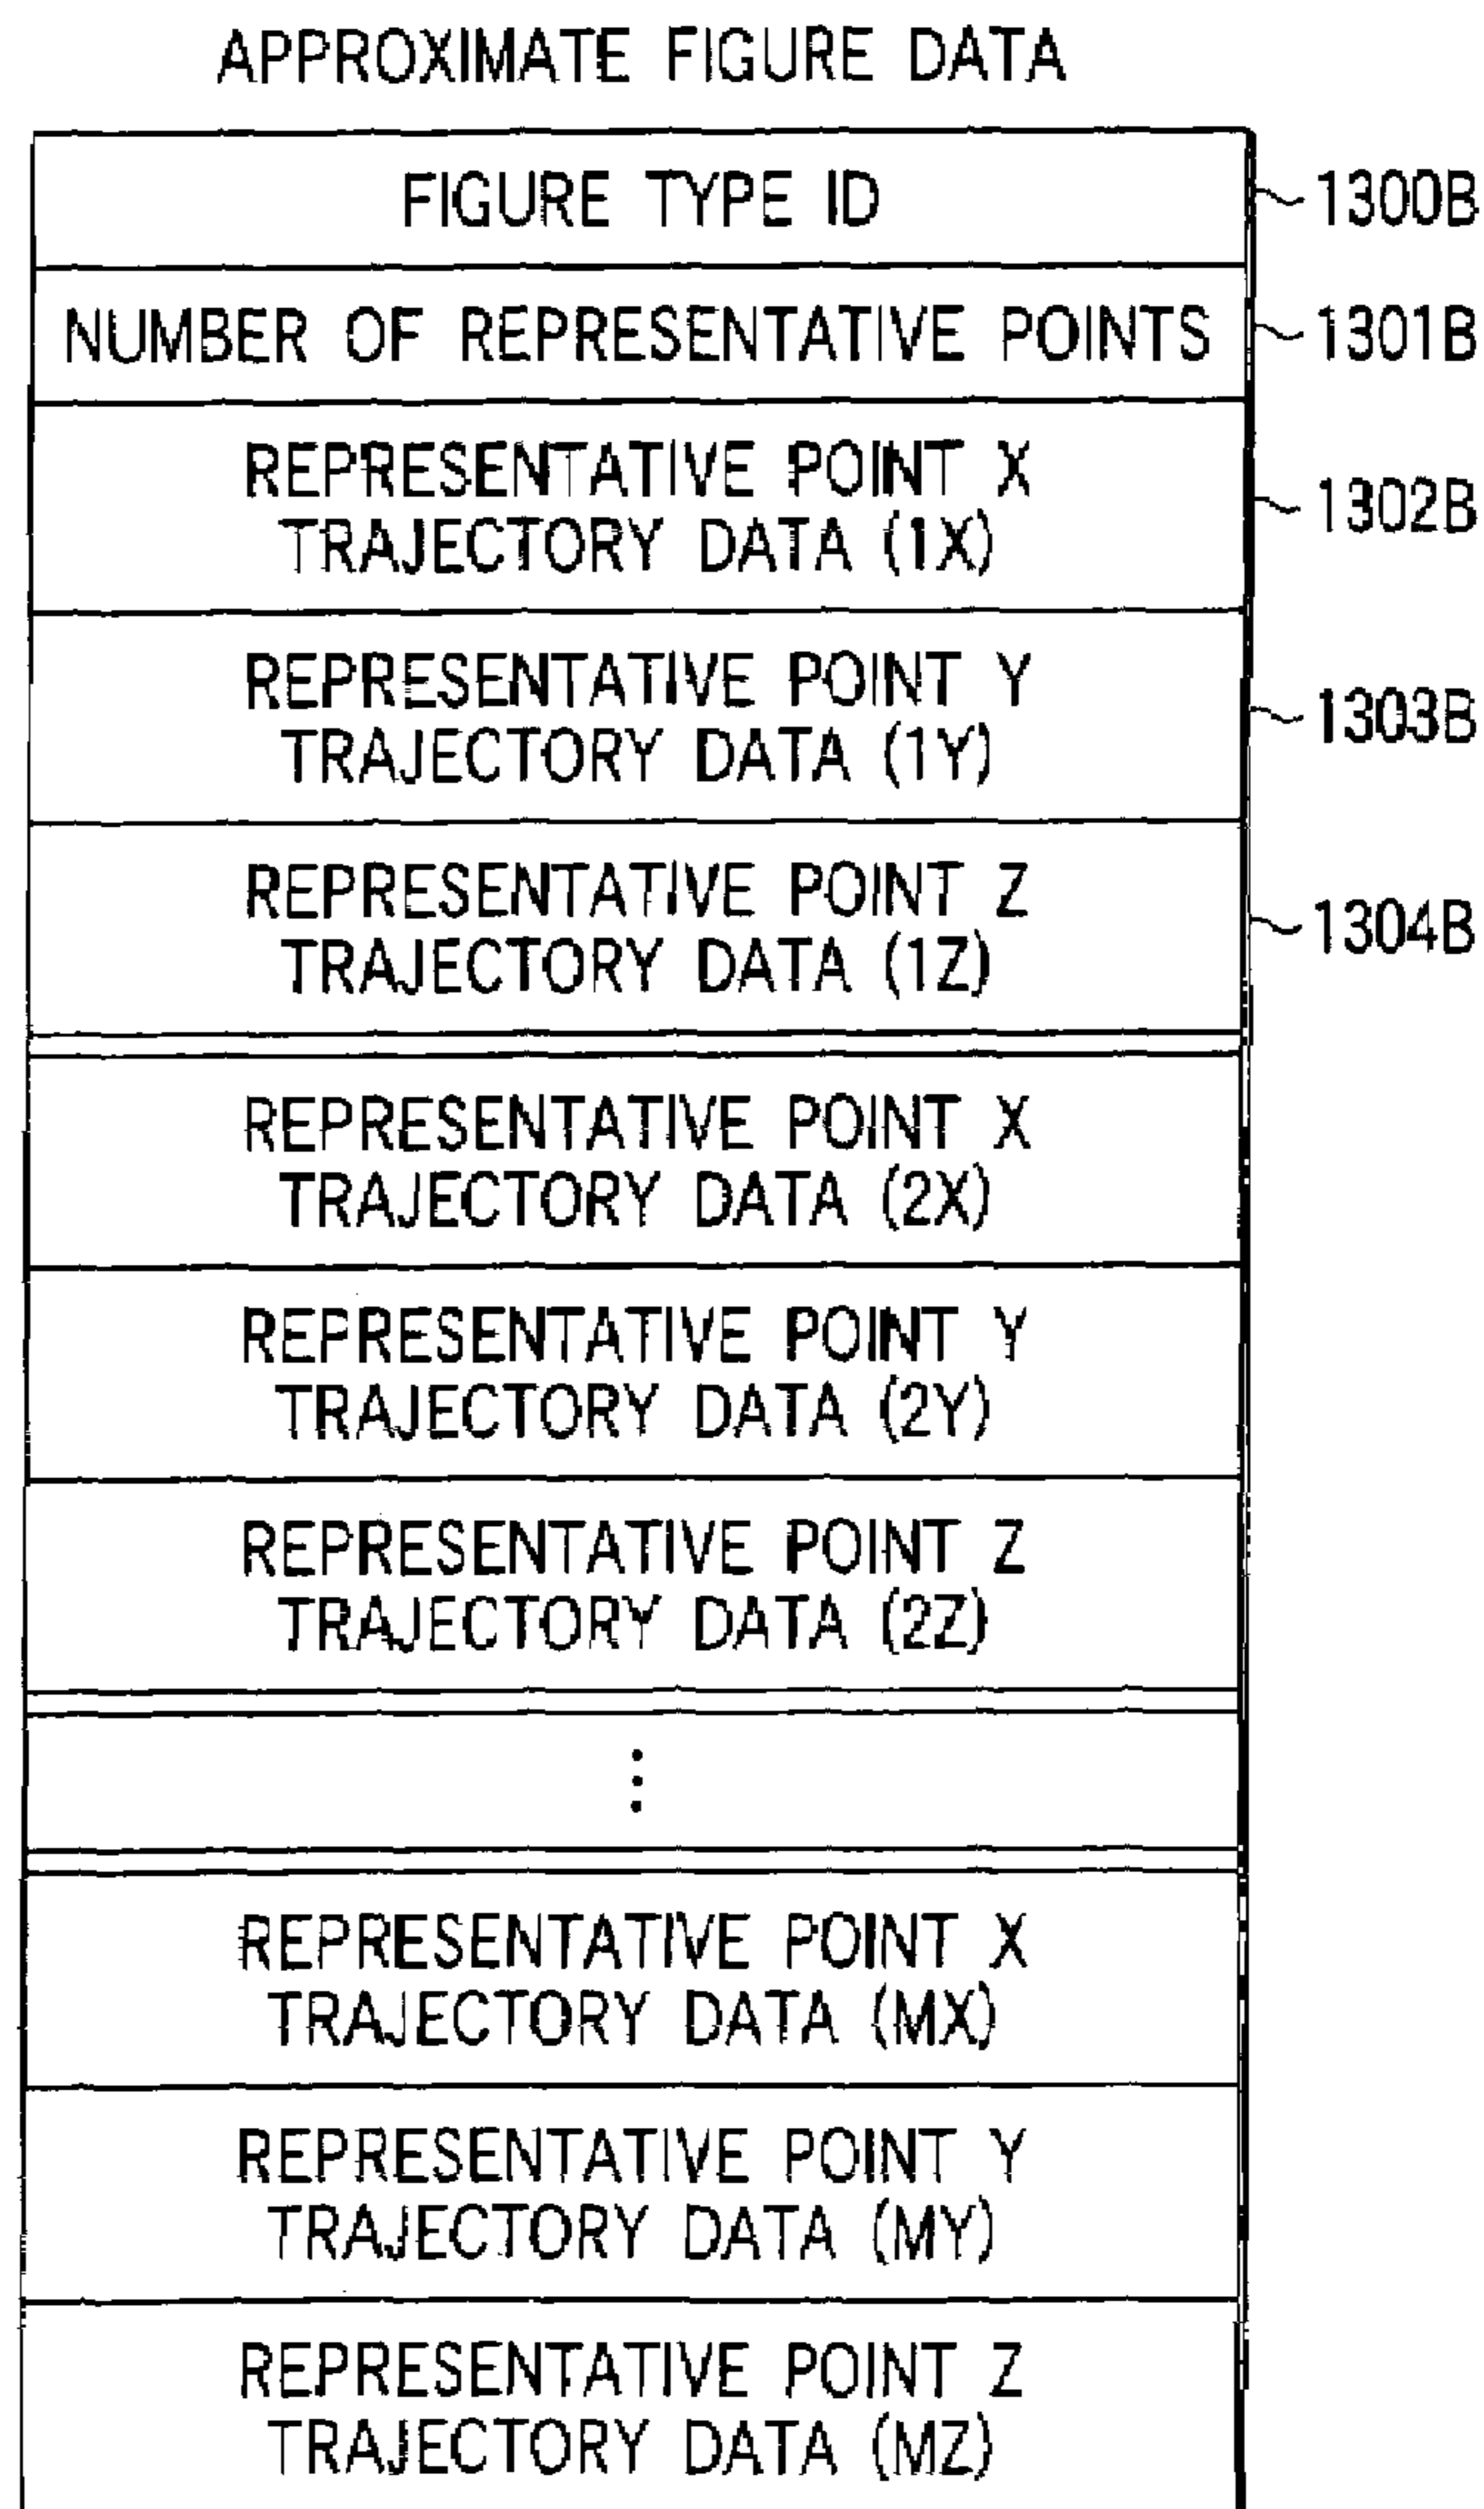 APPROXIMATE FIGURE DATA
FIGURE TYPE ID
1300B
NUMBER OF REPRESENTATIVE POINTS
1301B
REPRESENTATIVE POINT X
TRAJECTORY DATA (1X)
1302B
REPRESENTATIVE POINT Y
TRAJECTORY DATA (1Y)
1303B
REPRESENTATIVE POINT Z
TRAJECTORY DATA (1Z)
1304B
REPRESENTATIVE POINT X
TRAJECTORY DATA (2X)
REPRESENTATIVE POINT Y
TRAJECTORY DATA (2Y)
REPRESENTATIVE POINT Z
TRAJECTORY DATA (2Z)
REPRESENTATIVE POINT X
TRAJECTORY DATA (MX)
REPRESENTATIVE POINT Y
TRAJECTORY DATA (MY)
REPRESENTATIVE POINT Z
TRAJECTORY DATA (MZ)